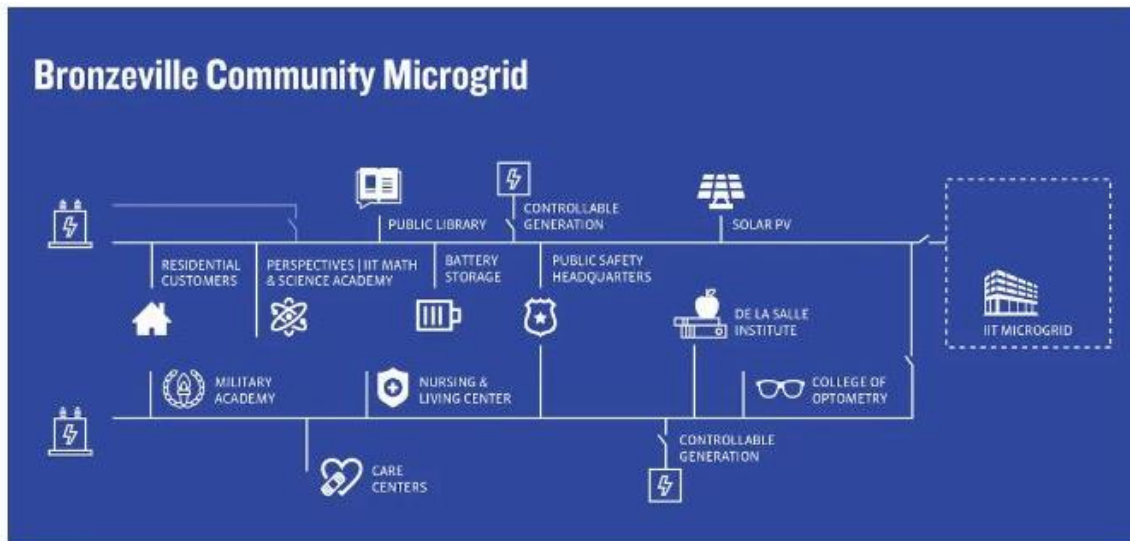 Bronzeville Community Microgrid
PUBLIC LIBRARY
CONTROLLABLE
GENERATION
SOLAR PV
RESIDENTIAL
CUSTOMERS
PERSPECTIVES | IIT MATH
& SCIENCE ACADEMY
BATTERY
STORAGE
PUBLIC SAFETY
HEADQUARTERS
DE LA SALLE
INSTITUTE
IIT MICROGRID
MILITARY
ACADEMY
NURSING &
LIVING CENTER
COLLEGE OF
OPTOMETRY
CARE
CENTERS
CONTROLLABLE
GENERATION